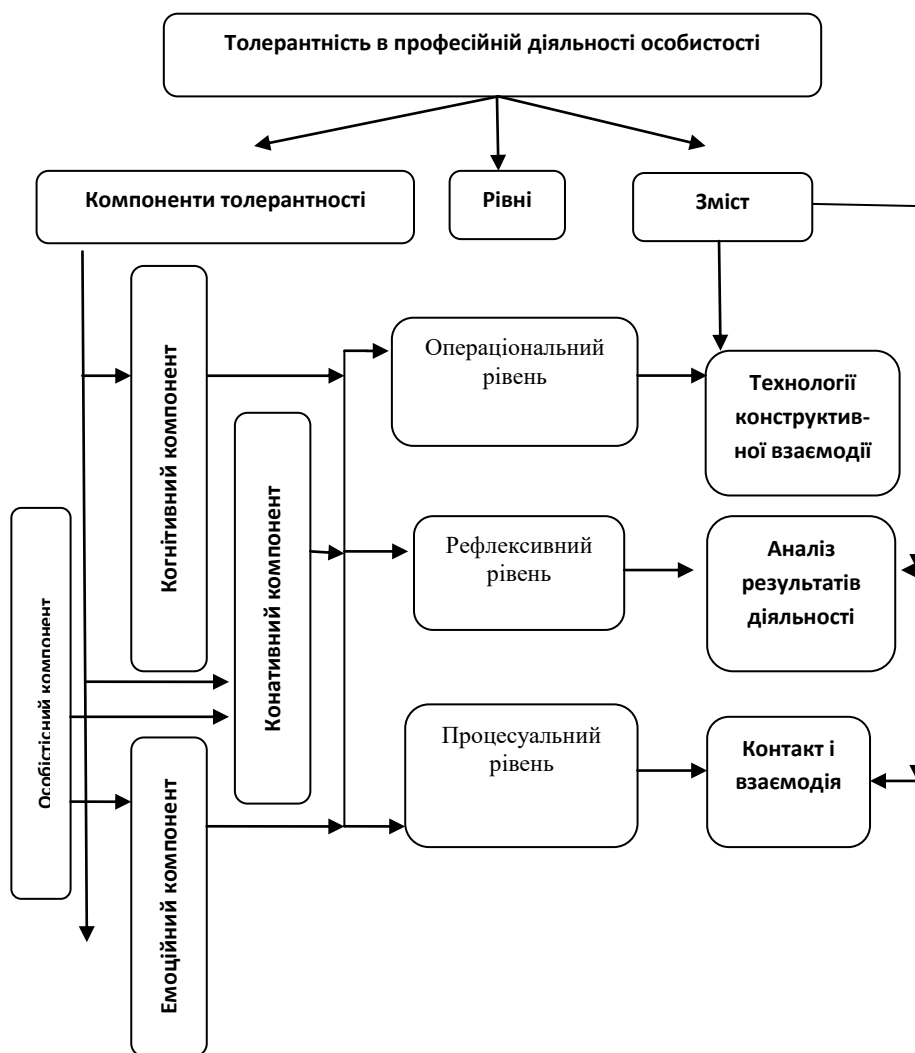 Толерантність в професійній діяльності особистості
Компоненти толерантності
Рівні
Зміст
Когнітивний компонент
Операціональний
рівень
Технології
конструктив-
ної взаємодії
Конативний компонент
Особістісний компонент
Рефлексивний
рівень
Аналіз
результатів
діяльності
Процесуальний
рівень
Контакт і
взаємодія
Емоційний компонент